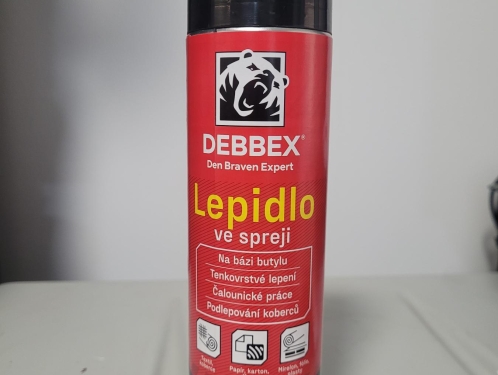 DEBBEX®
Den Braven Expert
Lepidlo
ve spreji
Na bázi butylu
Tenkovrstvé lepení
Čalounické práce
Podlepování koberců
Papír, karton,